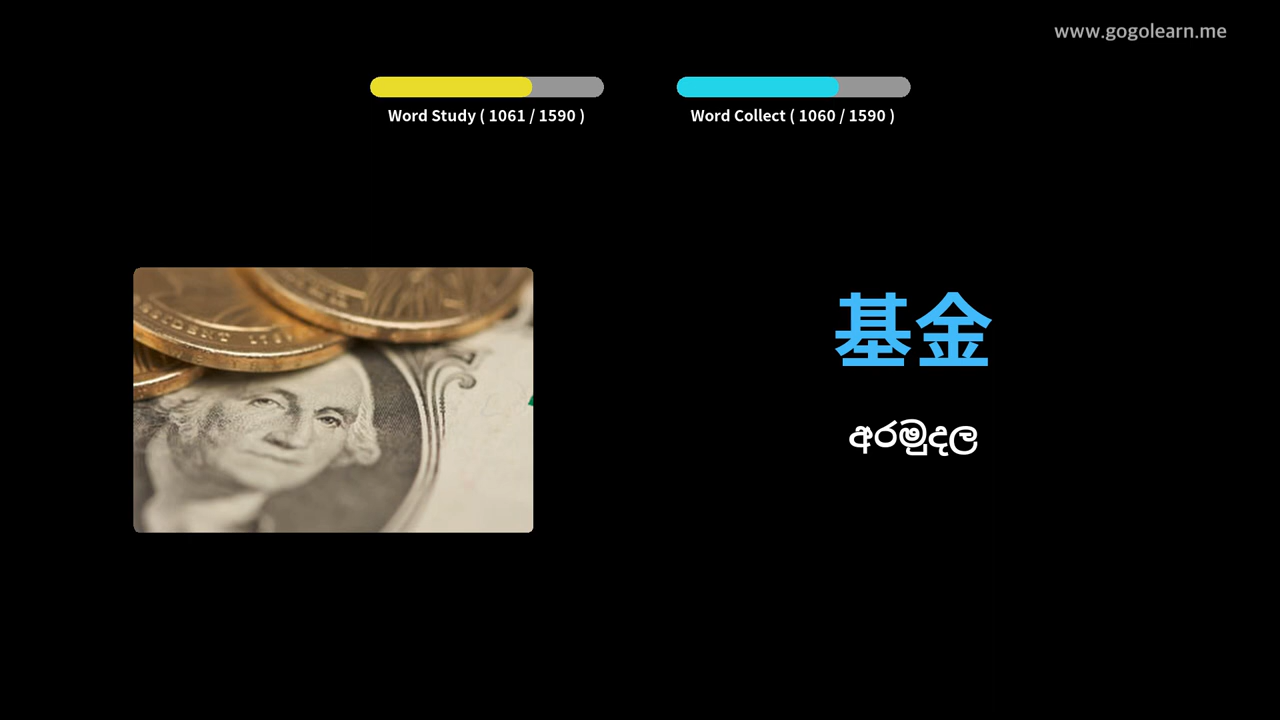 www.gogolearn.me
Word Study ( 1061 / 1590 )
Word Collect ( 1060 / 1590 )
基金
අරමුදල